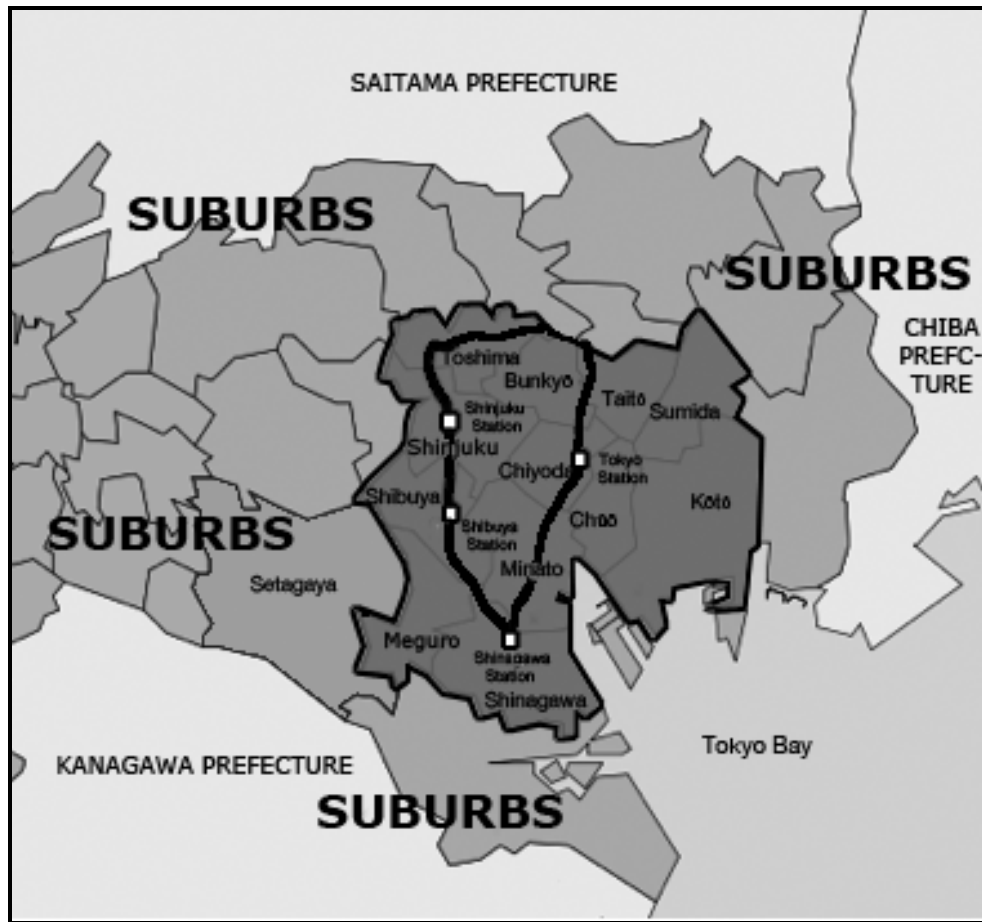 SAITAMA PREFECTURE
SUBURBS
SUBURBS
CHIBA
PREFC-
TURE
Toshima
Bunkyō
Taitō
Sumida
Shinjuku
Station
Shinjuku
Chiyoda
Tokyo
Station
Shibuya
Kōtō
Chūō
Shibuya
Station
SUBURBS
Minato
Setagaya
Meguro
Shinagawa
Station
Shinagawa
Tokyo Bay
KANAGAWA PREFECTURE
SUBURBS